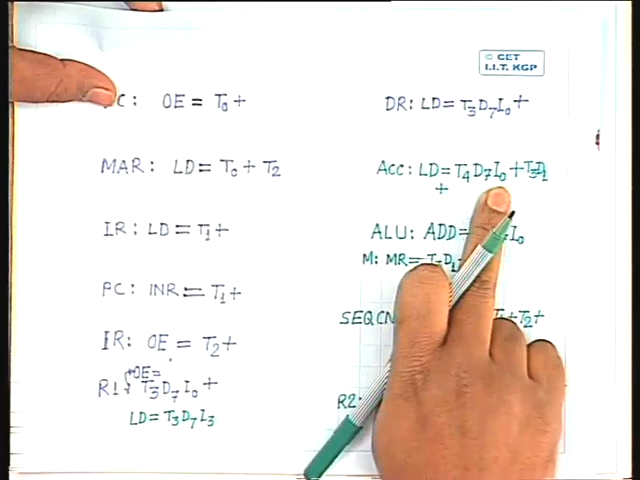 © CET
I.I.T. KGP
C: OE = T₀ +
MAR: LD = T₀ + T₂
IR: LD = T₁ +
PC: INR = T₁ +
IR: OE = T₂ +
OE =
R1: T₃D₇I₀ +
LD = T₃D₇I₃
DR: LD = T₃D₇I₀ +
ACC: LD = T₄D₇I₀ + T₃D₁
+
ALU: ADD = I₀
M: MR =
SEQCN T₂ +
R2: